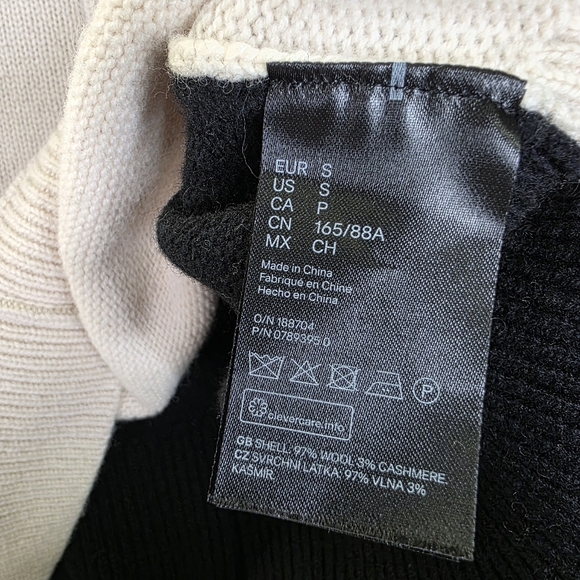 EUR S
US S
CA P
CN 165/88A
MX CH
Made in China
Fabriqué en Chine
Hecho en China
O/N 188704
P/N 0789395 0
P
clevercare.info
GB SHELL: 97% WOOL 3% CASHMERE.
CZ SVRCHNI LÁTKA: 97% VLNA 3%
KAŠMÍR.